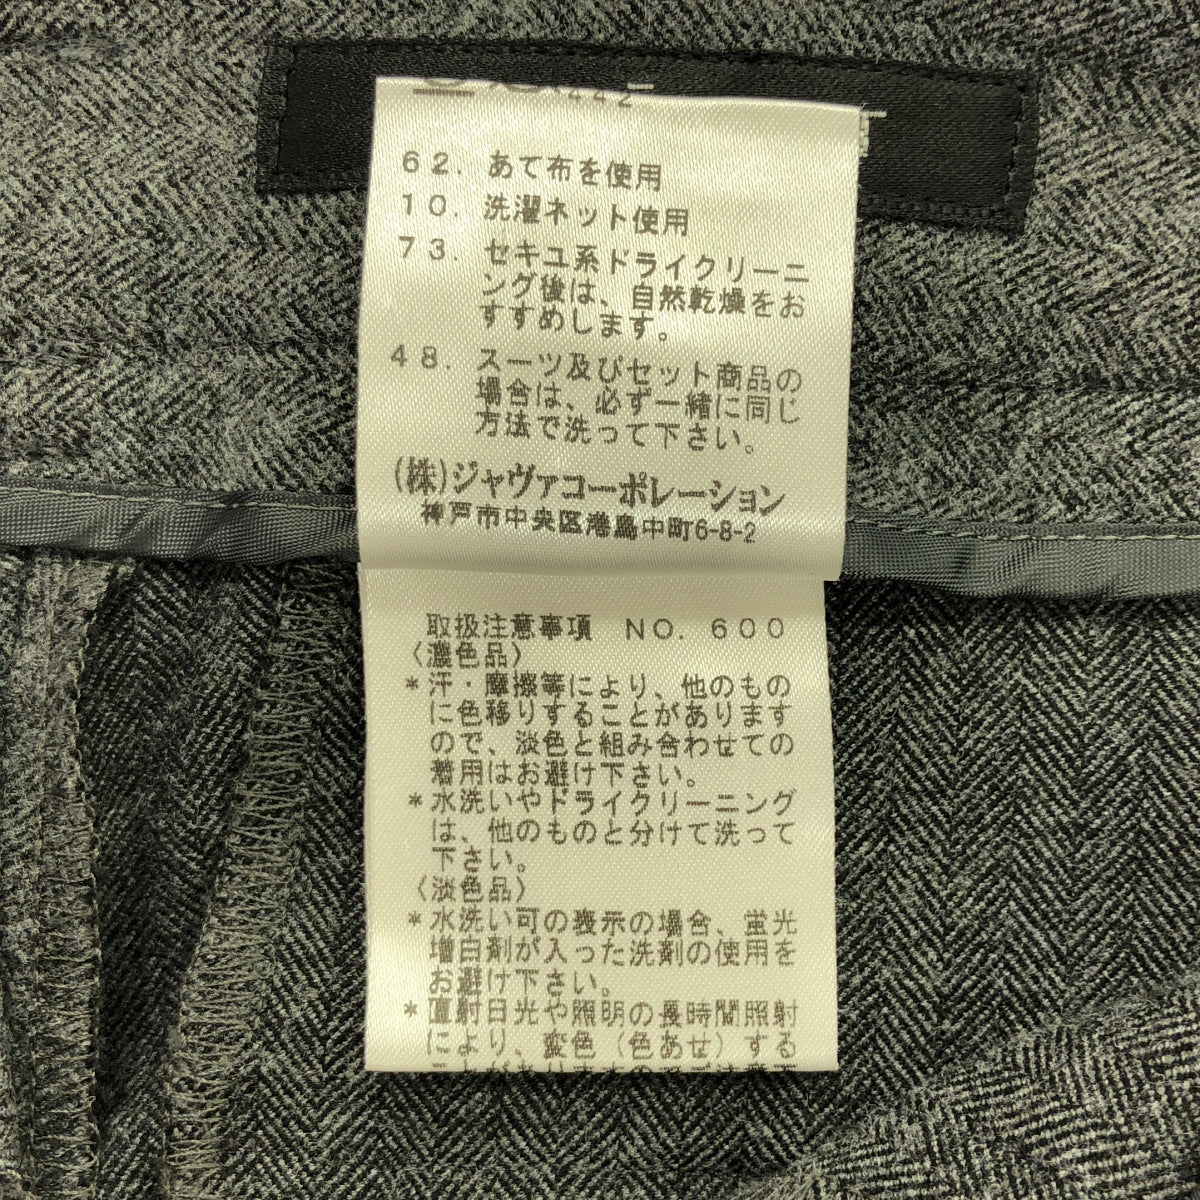 442
62. あて布を使用
10. 洗濯ネット使用
73. セキユ系ドライクリーニ
ング後は、自然乾燥をお
すすめします。
48. スーツ及びセット商品の
場合は、必ず一緒に同じ
方法で洗って下さい。
(株)ジャヴァコーポレーション
神戸市中央区港島中町6-8-2
取扱注意事項 NO. 600
〈濃色品〉
*汗・摩擦等により、他のもの
に色移りすることがあります
ので、淡色と組み合わせての
着用はお避け下さい。
*水洗いやドライクリーニング
は、他のものと分けて洗って
下さい。
〈淡色品〉
*水洗い可の表示の場合、蛍光
増白剤が入った洗剤の使用を
お避け下さい。
*直射日光や照明の長時間照射
により、変色（色あせ）する